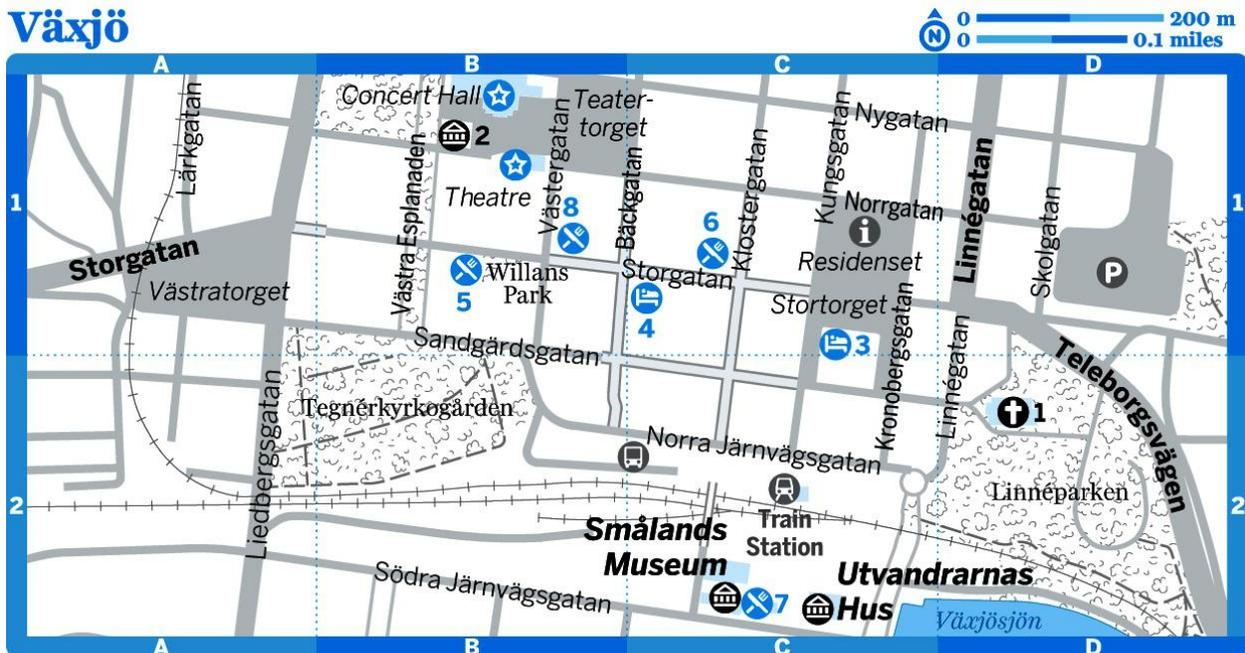 Växjö
N
0 200 m
0 0.1 miles
A B C D
Concert Hall
Teater-
torget
2
Nygatan
Lärkgatan
Västra Esplanaden
Västergatan
Bäckgatan
Klostergatan
Kungsgatan
Linnégatan
Skolgatan
1 1
Theatre
8
6
Norrgatan
i
Residenset
P
Storgatan
Västratorget
Willans
Park
5
Storgatan
4
Stortorget
3
Kronobergsgatan
Linnégatan
Sandgärdsgatan
Teleborgsvägen
Tegnérkyrkogården
1
Liedbergsgatan
Norra Järnvägsgatan
Linnéparken
2 2
Train
Station
Smålands
Museum
Södra Järnvägsgatan
7
Utvandrarnas
Hus
Växjösjön
A B C D